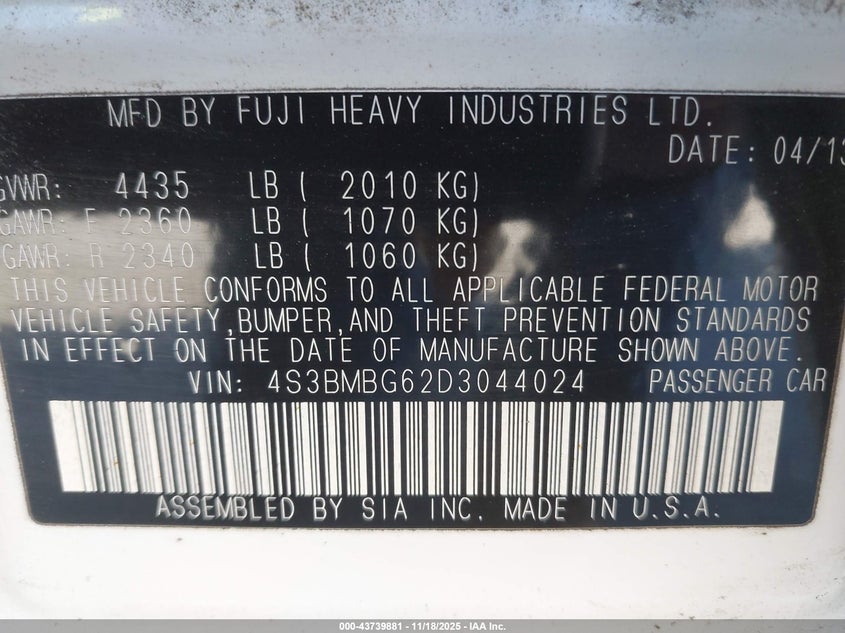 MFD BY FUJI HEAVY INDUSTRIES LTD.
DATE: 04/13
GVWR: 4435 LB ( 2010 KG)
GAWR: F 2360 LB ( 1070 KG)
GAWR: R 2340 LB ( 1060 KG)
THIS VEHICLE CONFORMS TO ALL APPLICABLE FEDERAL MOTOR
VEHICLE SAFETY,BUMPER,AND THEFT PREVENTION STANDARDS
IN EFFECT ON THE DATE OF MANUFACTURE SHOWN ABOVE.
VIN: 4S3BMBG62D3044024 PASSENGER CAR
ASSEMBLED BY SIA INC. MADE IN U.S.A.
000-43739881 - 11/18/2025 - IAA Inc.